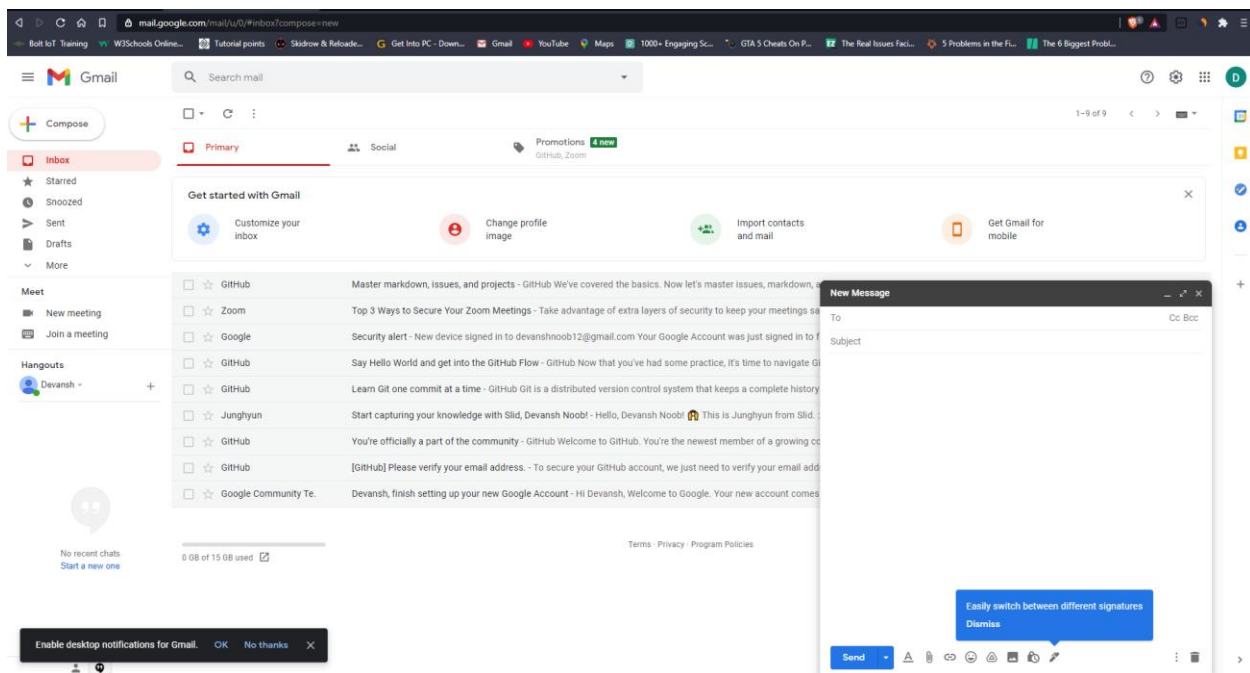 mail.google.com/mail/u/0/#inbox?compose=new
Bolt IoT Training W3Schools Online... Tutorial points Skidrow & Reloade... Get Into PC - Down... Gmail YouTube Maps 1000+ Engaging Sc... GTA 5 Cheats On P... The Real Issues Faci... 5 Problems in the Fi... The 6 Biggest Probl...
Gmail Search mail D
Compose 1–9 of 9
Primary Social Promotions 4 new
GitHub, Zoom
Inbox
Starred
Snoozed
Sent
Drafts
More
Get started with Gmail
Customize your inbox
Change profile image
Import contacts and mail
Get Gmail for mobile
Meet
New meeting
Join a meeting
Hangouts
Devansh
No recent chats
Start a new one
GitHub Master markdown, issues, and projects - GitHub We've covered the basics. Now let's master issues, markdown, a
Zoom Top 3 Ways to Secure Your Zoom Meetings - Take advantage of extra layers of security to keep your meetings sa
Google Security alert - New device signed in to devanshnoob12@gmail.com Your Google Account was just signed in to f
GitHub Say Hello World and get into the GitHub Flow - GitHub Now that you've had some practice, it's time to navigate Gi
GitHub Learn Git one commit at a time - GitHub Git is a distributed version control system that keeps a complete history
Junghyun Start capturing your knowledge with Slid, Devansh Noob! - Hello, Devansh Noob! This is Junghyun from Slid. :
GitHub You're officially a part of the community - GitHub Welcome to GitHub. You're the newest member of a growing co
GitHub [GitHub] Please verify your email address. - To secure your GitHub account, we just need to verify your email add
Google Community Te. Devansh, finish setting up your new Google Account - Hi Devansh, Welcome to Google. Your new account comes
0 GB of 15 GB used
Terms · Privacy · Program Policies
New Message
To Cc Bcc
Subject
Easily switch between different signatures
Dismiss
Send
Enable desktop notifications for Gmail. OK No thanks